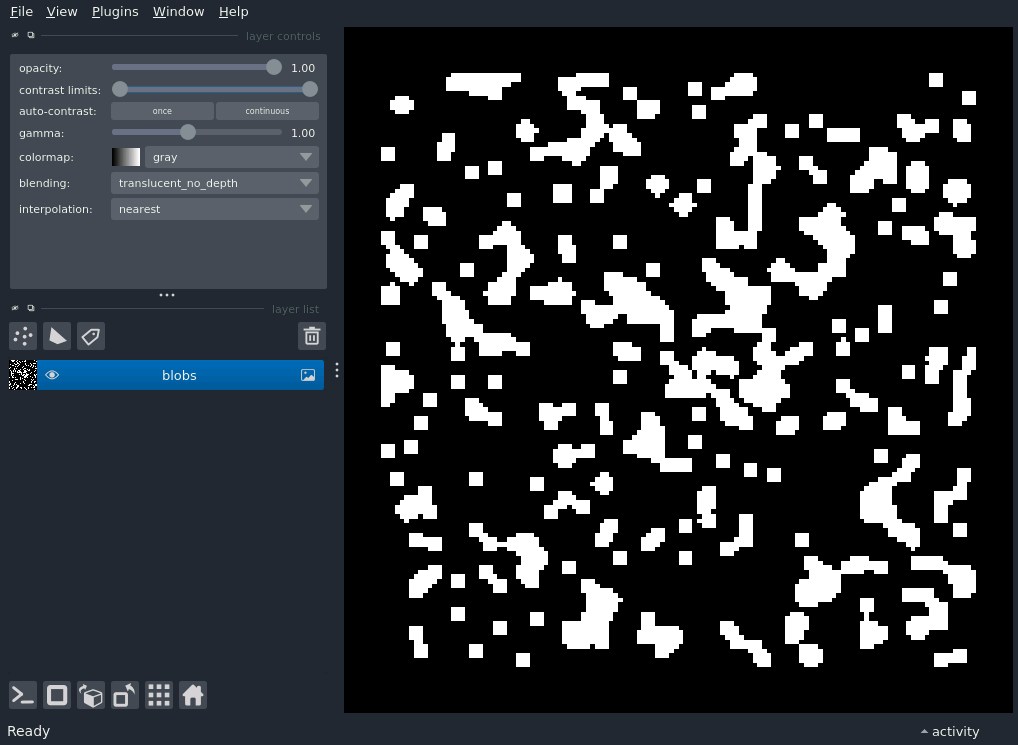 File View Plugins Window Help
layer controls
opacity: 1.00
contrast limits:
auto-contrast: once continuous
gamma: 1.00
colormap: gray
blending: translucent_no_depth
interpolation: nearest
layer list
blobs
Ready
activity